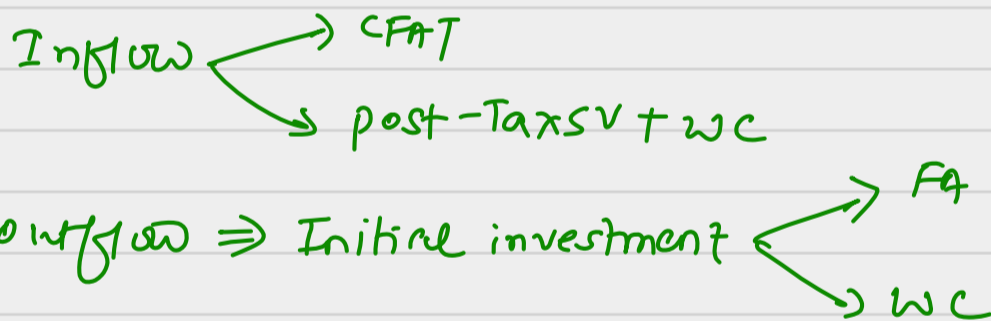 Inflow → CFAT
→ post-Tax SV + WC
Outflow ⇒ Initial investment → FA
→ WC